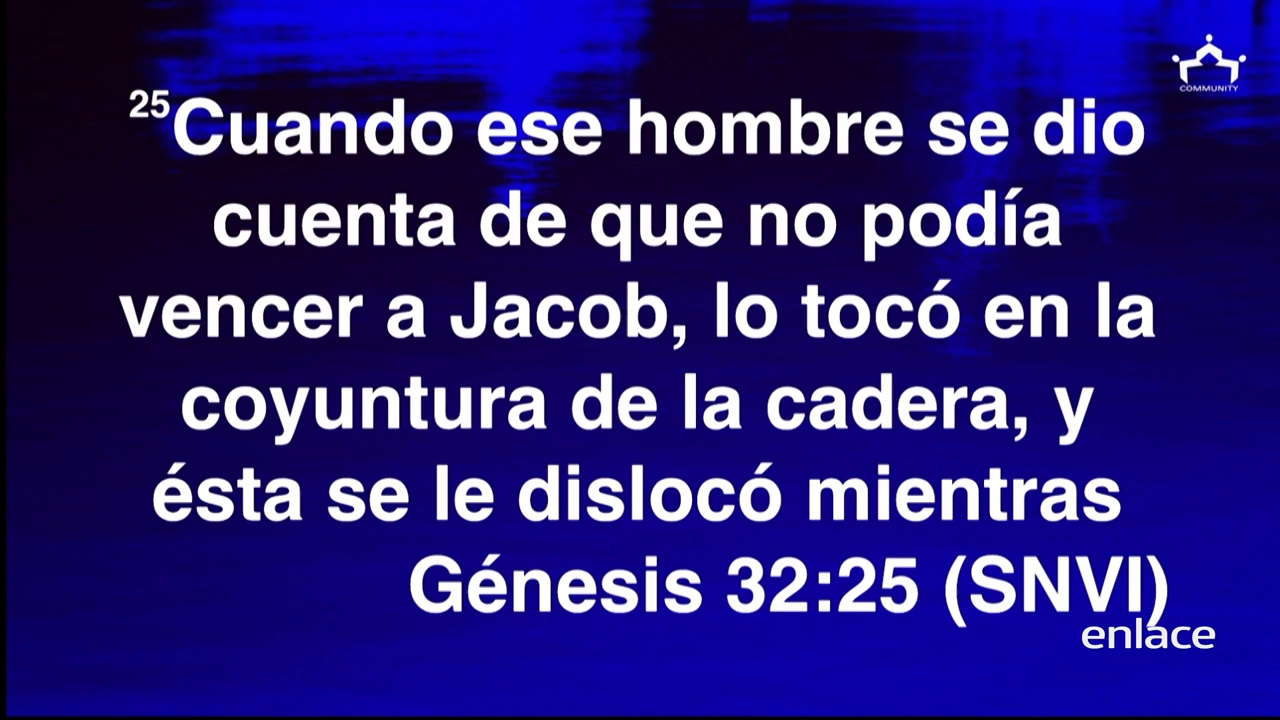 COMMUNITY
25Cuando ese hombre se dio
cuenta de que no podía
vencer a Jacob, lo tocó en la
coyuntura de la cadera, y
ésta se le dislocó mientras
Génesis 32:25 (SNVI)
enlace